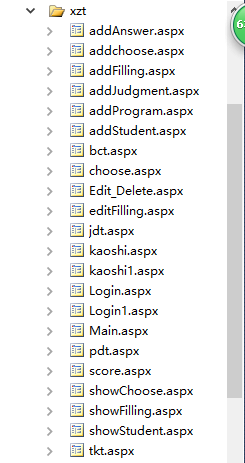 xzt
addAnswer.aspx
addchoose.aspx
addFilling.aspx
addJudgment.aspx
addProgram.aspx
addStudent.aspx
bct.aspx
choose.aspx
Edit_Delete.aspx
editFilling.aspx
jdt.aspx
kaoshi.aspx
kaoshi1.aspx
Login.aspx
Login1.aspx
Main.aspx
pdt.aspx
score.aspx
showChoose.aspx
showFilling.aspx
showStudent.aspx
tkt.aspx